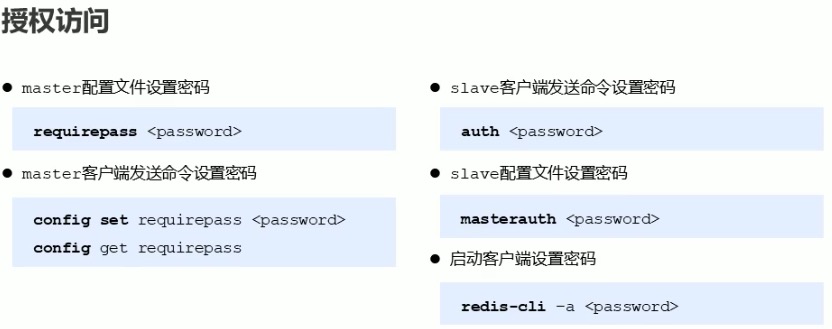 授权访问
● master配置文件设置密码
requirepass <password>
● master客户端发送命令设置密码
config set requirepass <password>
config get requirepass
● slave客户端发送命令设置密码
auth <password>
● slave配置文件设置密码
masterauth <password>
● 启动客户端设置密码
redis-cli –a <password>